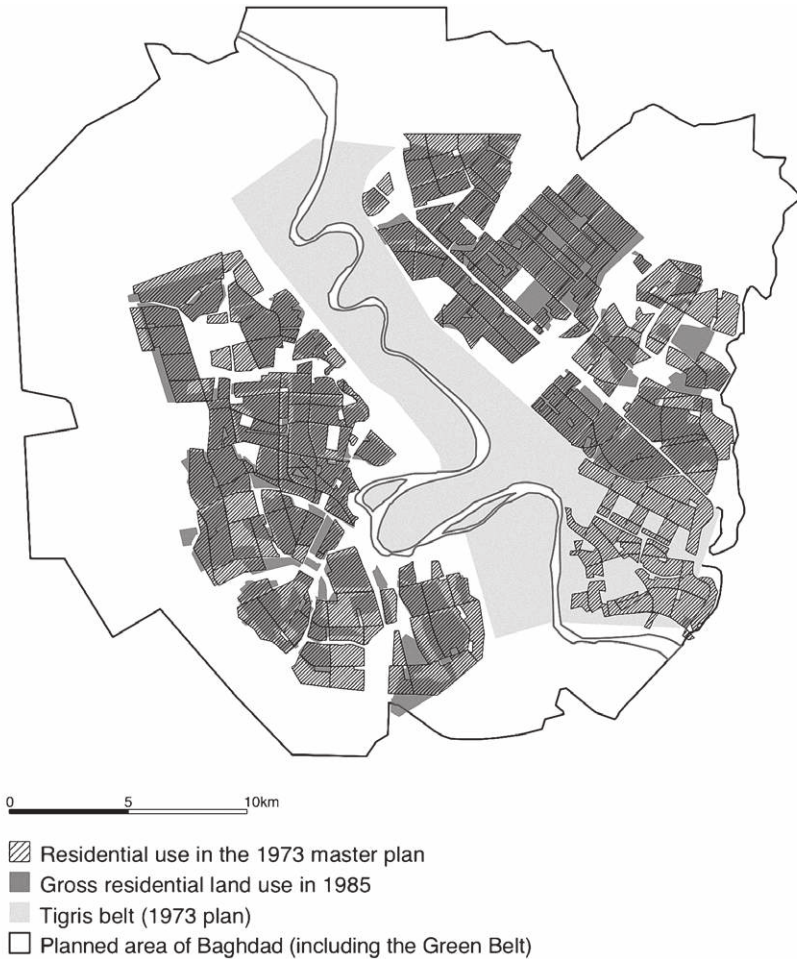 0 5 10km
Residential use in the 1973 master plan
Gross residential land use in 1985
Tigris belt (1973 plan)
Planned area of Baghdad (including the Green Belt)